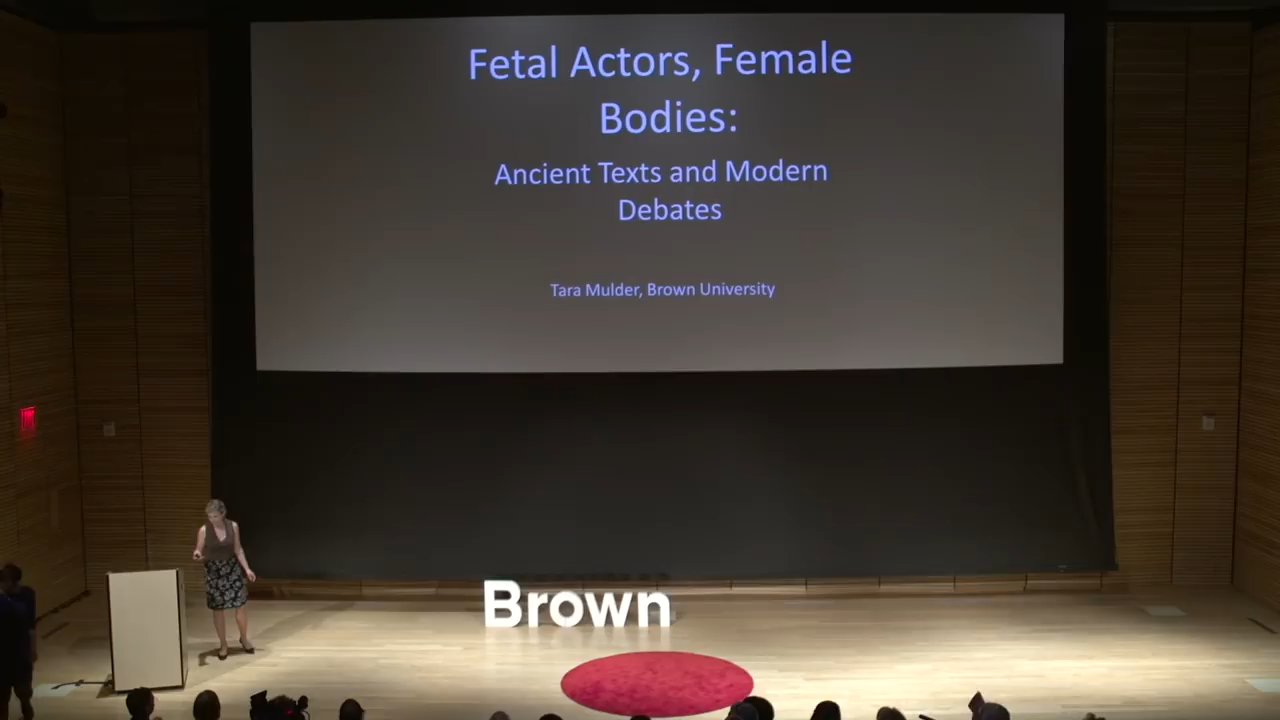 Fetal Actors, Female
Bodies:
Ancient Texts and Modern
Debates
Tara Mulder, Brown University
Brown